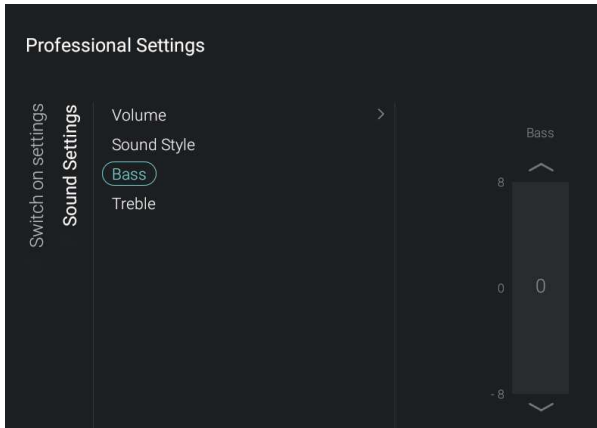 Professional Settings
Switch on settings
Sound Settings
Volume
Sound Style
Bass
Treble
Bass
8
0
0
- 8